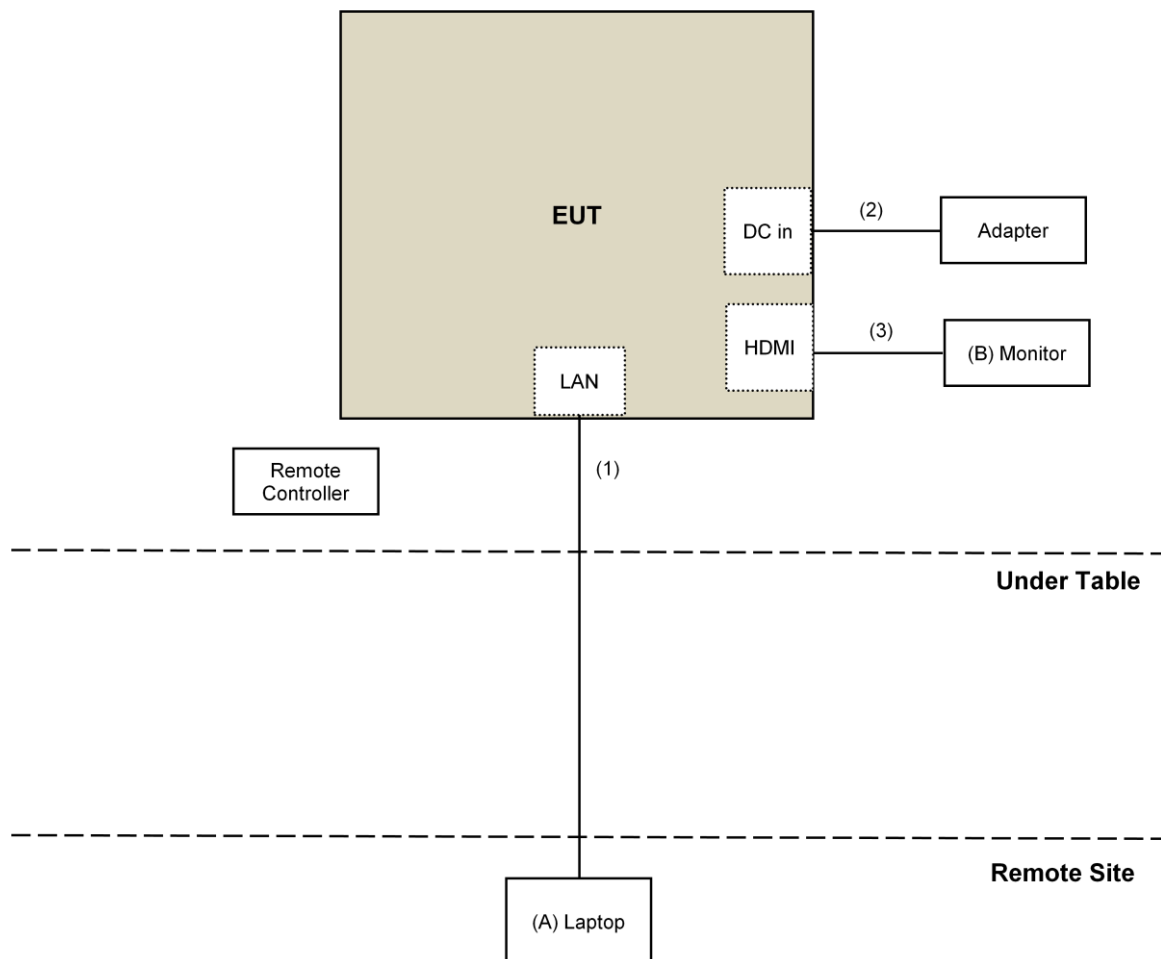 EUT
DC in
(2)
Adapter
HDMI
(3)
(B) Monitor
LAN
(1)
Remote
Controller
Under Table
Remote Site
(A) Laptop